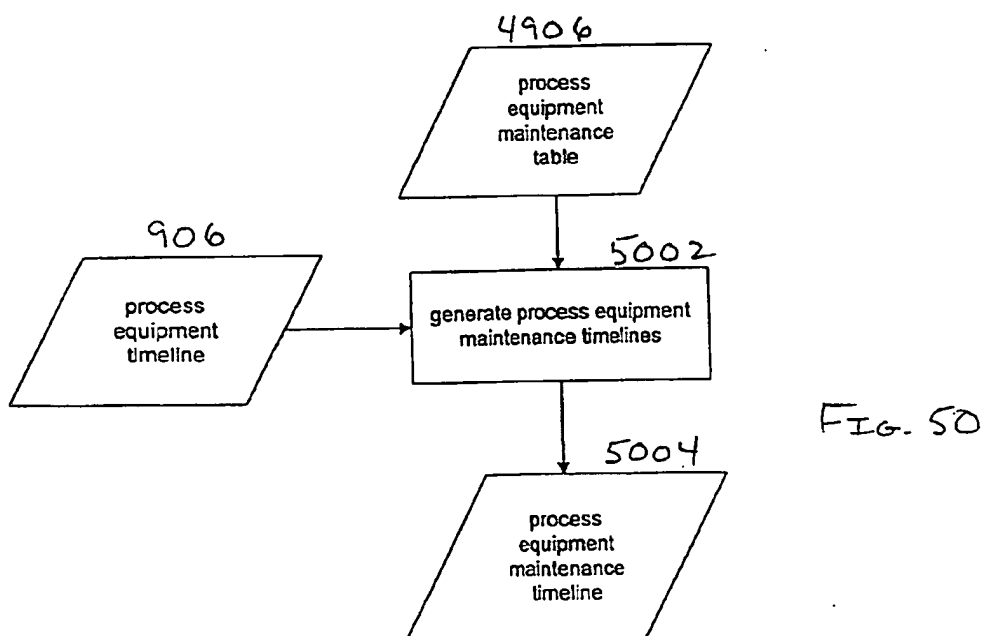 4906
process
equipment
maintenance
table
906
process
equipment
timeline
5002
generate process equipment
maintenance timelines
FIG. 50
5004
process
equipment
maintenance
timeline